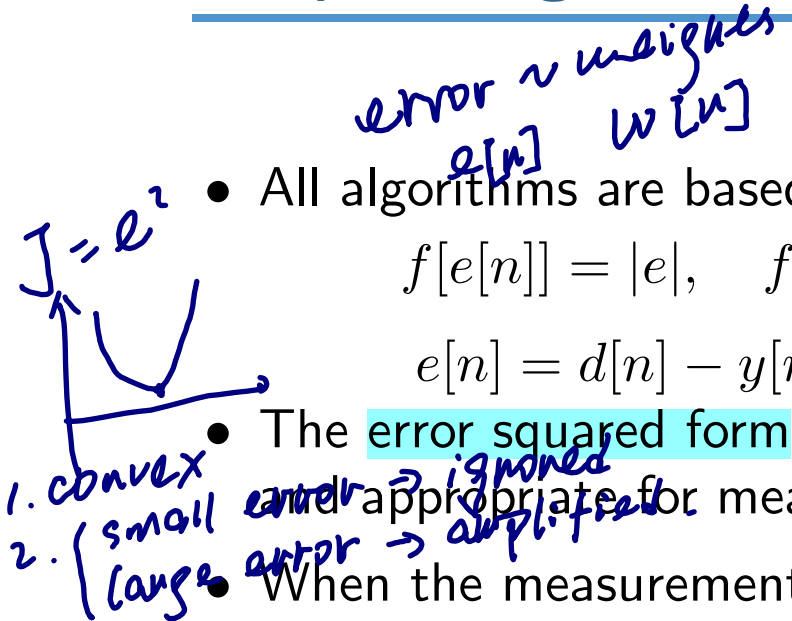 error ~ weights
e[n] w[n]
• All algorithms are based
J = e²
f[e[n]] = |e|, f
e[n] = d[n] − y[n
• The error squared form
1. convex
and appropriate for mea
2. { small error → ignored
large error → amplified.
• When the measurement